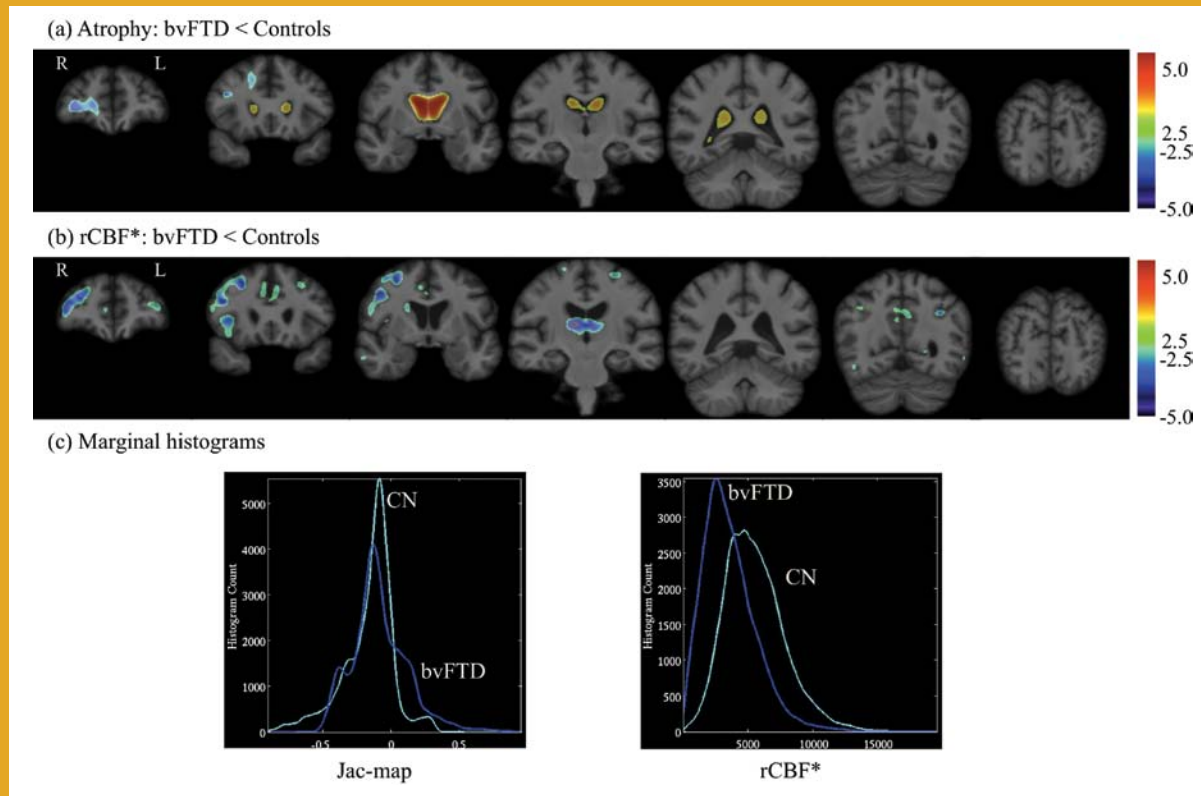 (a) Atrophy: bvFTD < Controls
R L
5.0
2.5
-2.5
-5.0
(b) rCBF*: bvFTD < Controls
R L
5.0
2.5
-2.5
-5.0
(c) Marginal histograms
CN
bvFTD
Histogram Count
5000
4000
3000
2000
1000
0
-0.5 0 0.5
Jac-map
bvFTD
CN
Histogram Count
3500
3000
2500
2000
1500
1000
500
0
5000 10000 15000
rCBF*